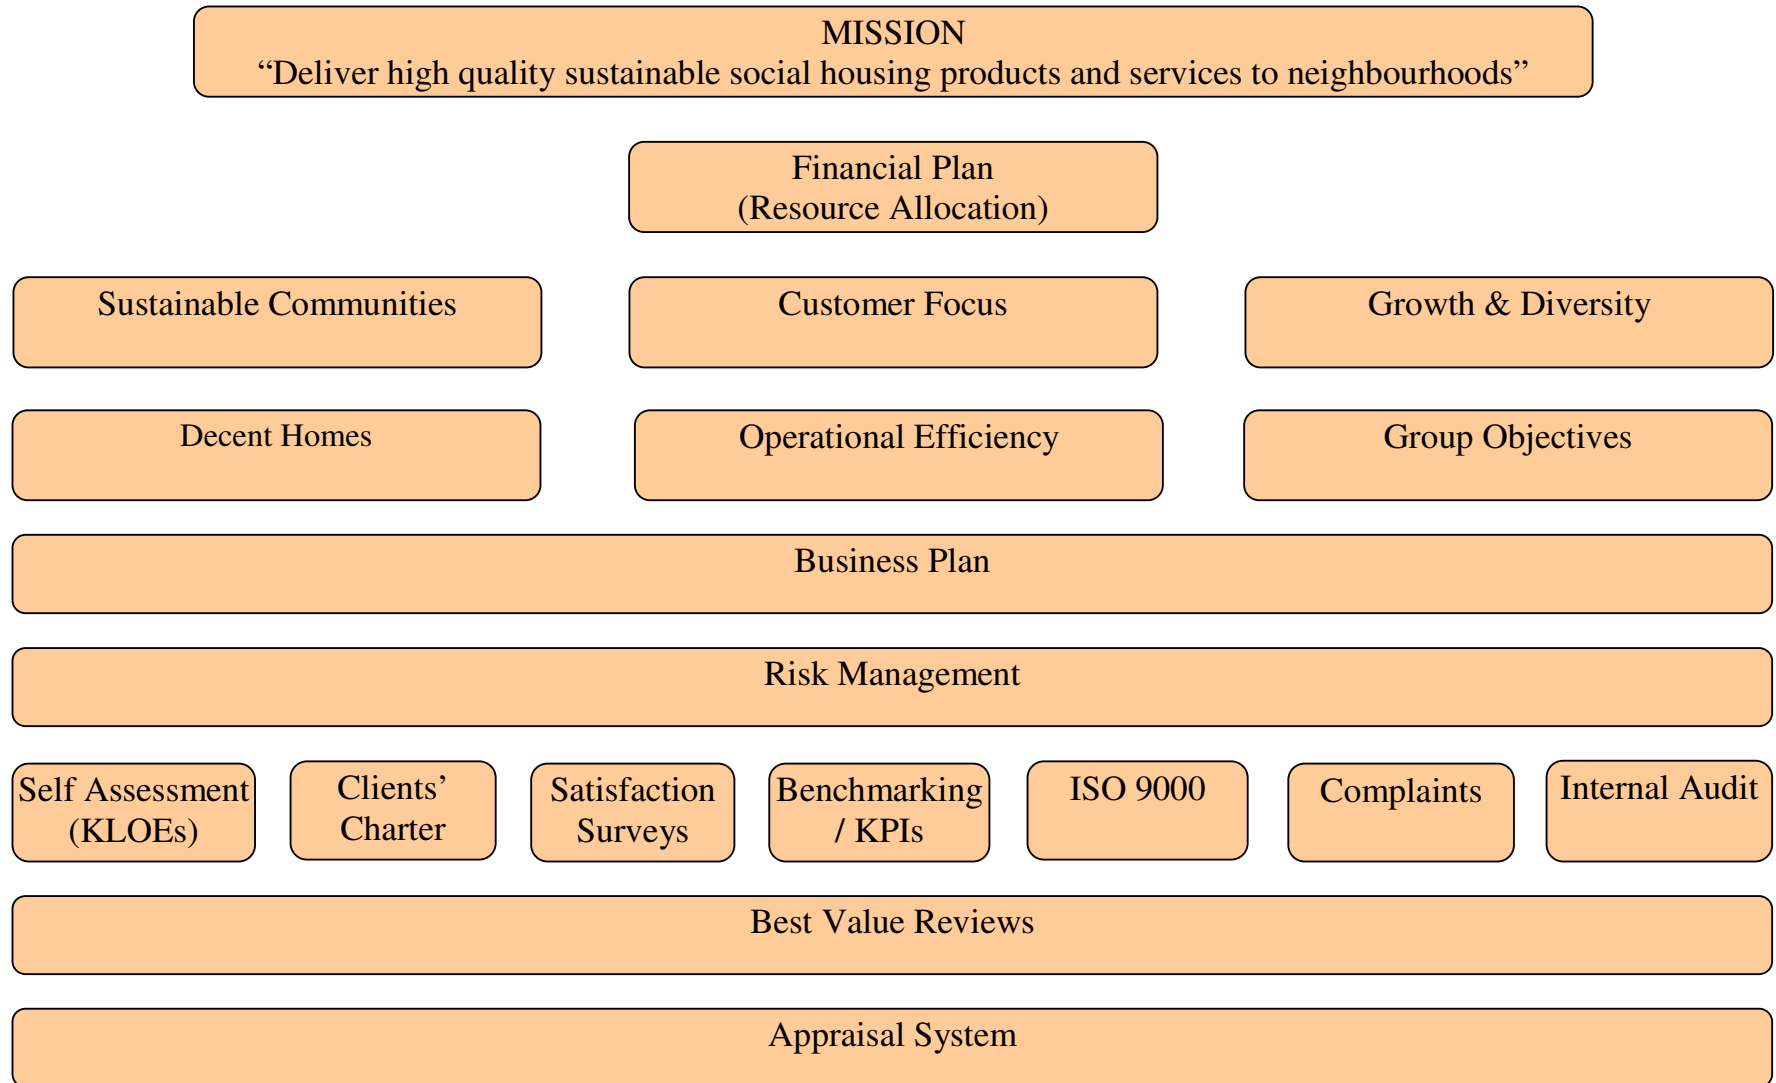 MISSION
“Deliver high quality sustainable social housing products and services to neighbourhoods”
Financial Plan
(Resource Allocation)
Sustainable Communities
Customer Focus
Growth & Diversity
Decent Homes
Operational Efficiency
Group Objectives
Business Plan
Risk Management
Self Assessment
(KLOEs)
Clients’
Charter
Satisfaction
Surveys
Benchmarking
/ KPIs
ISO 9000
Complaints
Internal Audit
Best Value Reviews
Appraisal System